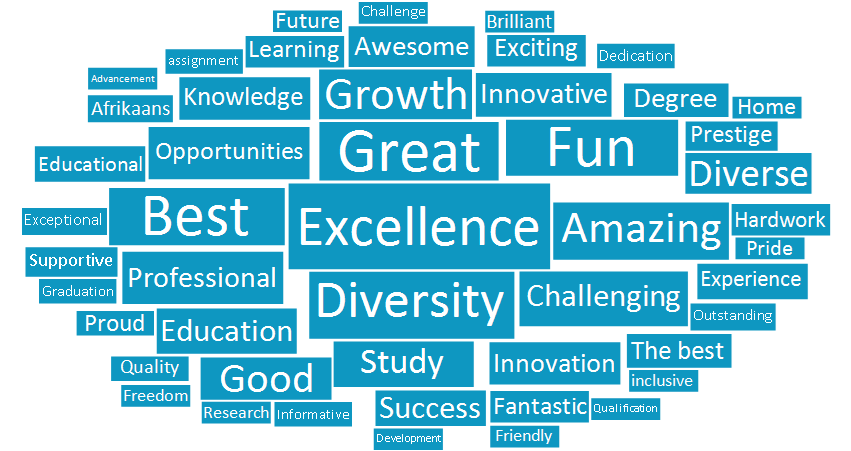 Challenge
Future
Brilliant
Learning
Awesome
Exciting
assignment
Dedication
Advancement
Knowledge
Growth
Innovative
Degree
Home
Afrikaans
Opportunities
Great
Fun
Prestige
Educational
Diverse
Exceptional
Best
Excellence
Amazing
Hardwork
Pride
Supportive
Professional
Diversity
Challenging
Experience
Graduation
Outstanding
Proud
Education
Study
Innovation
The best
Quality
Good
inclusive
Freedom
Research
Informative
Success
Fantastic
Qualification
Development
Friendly